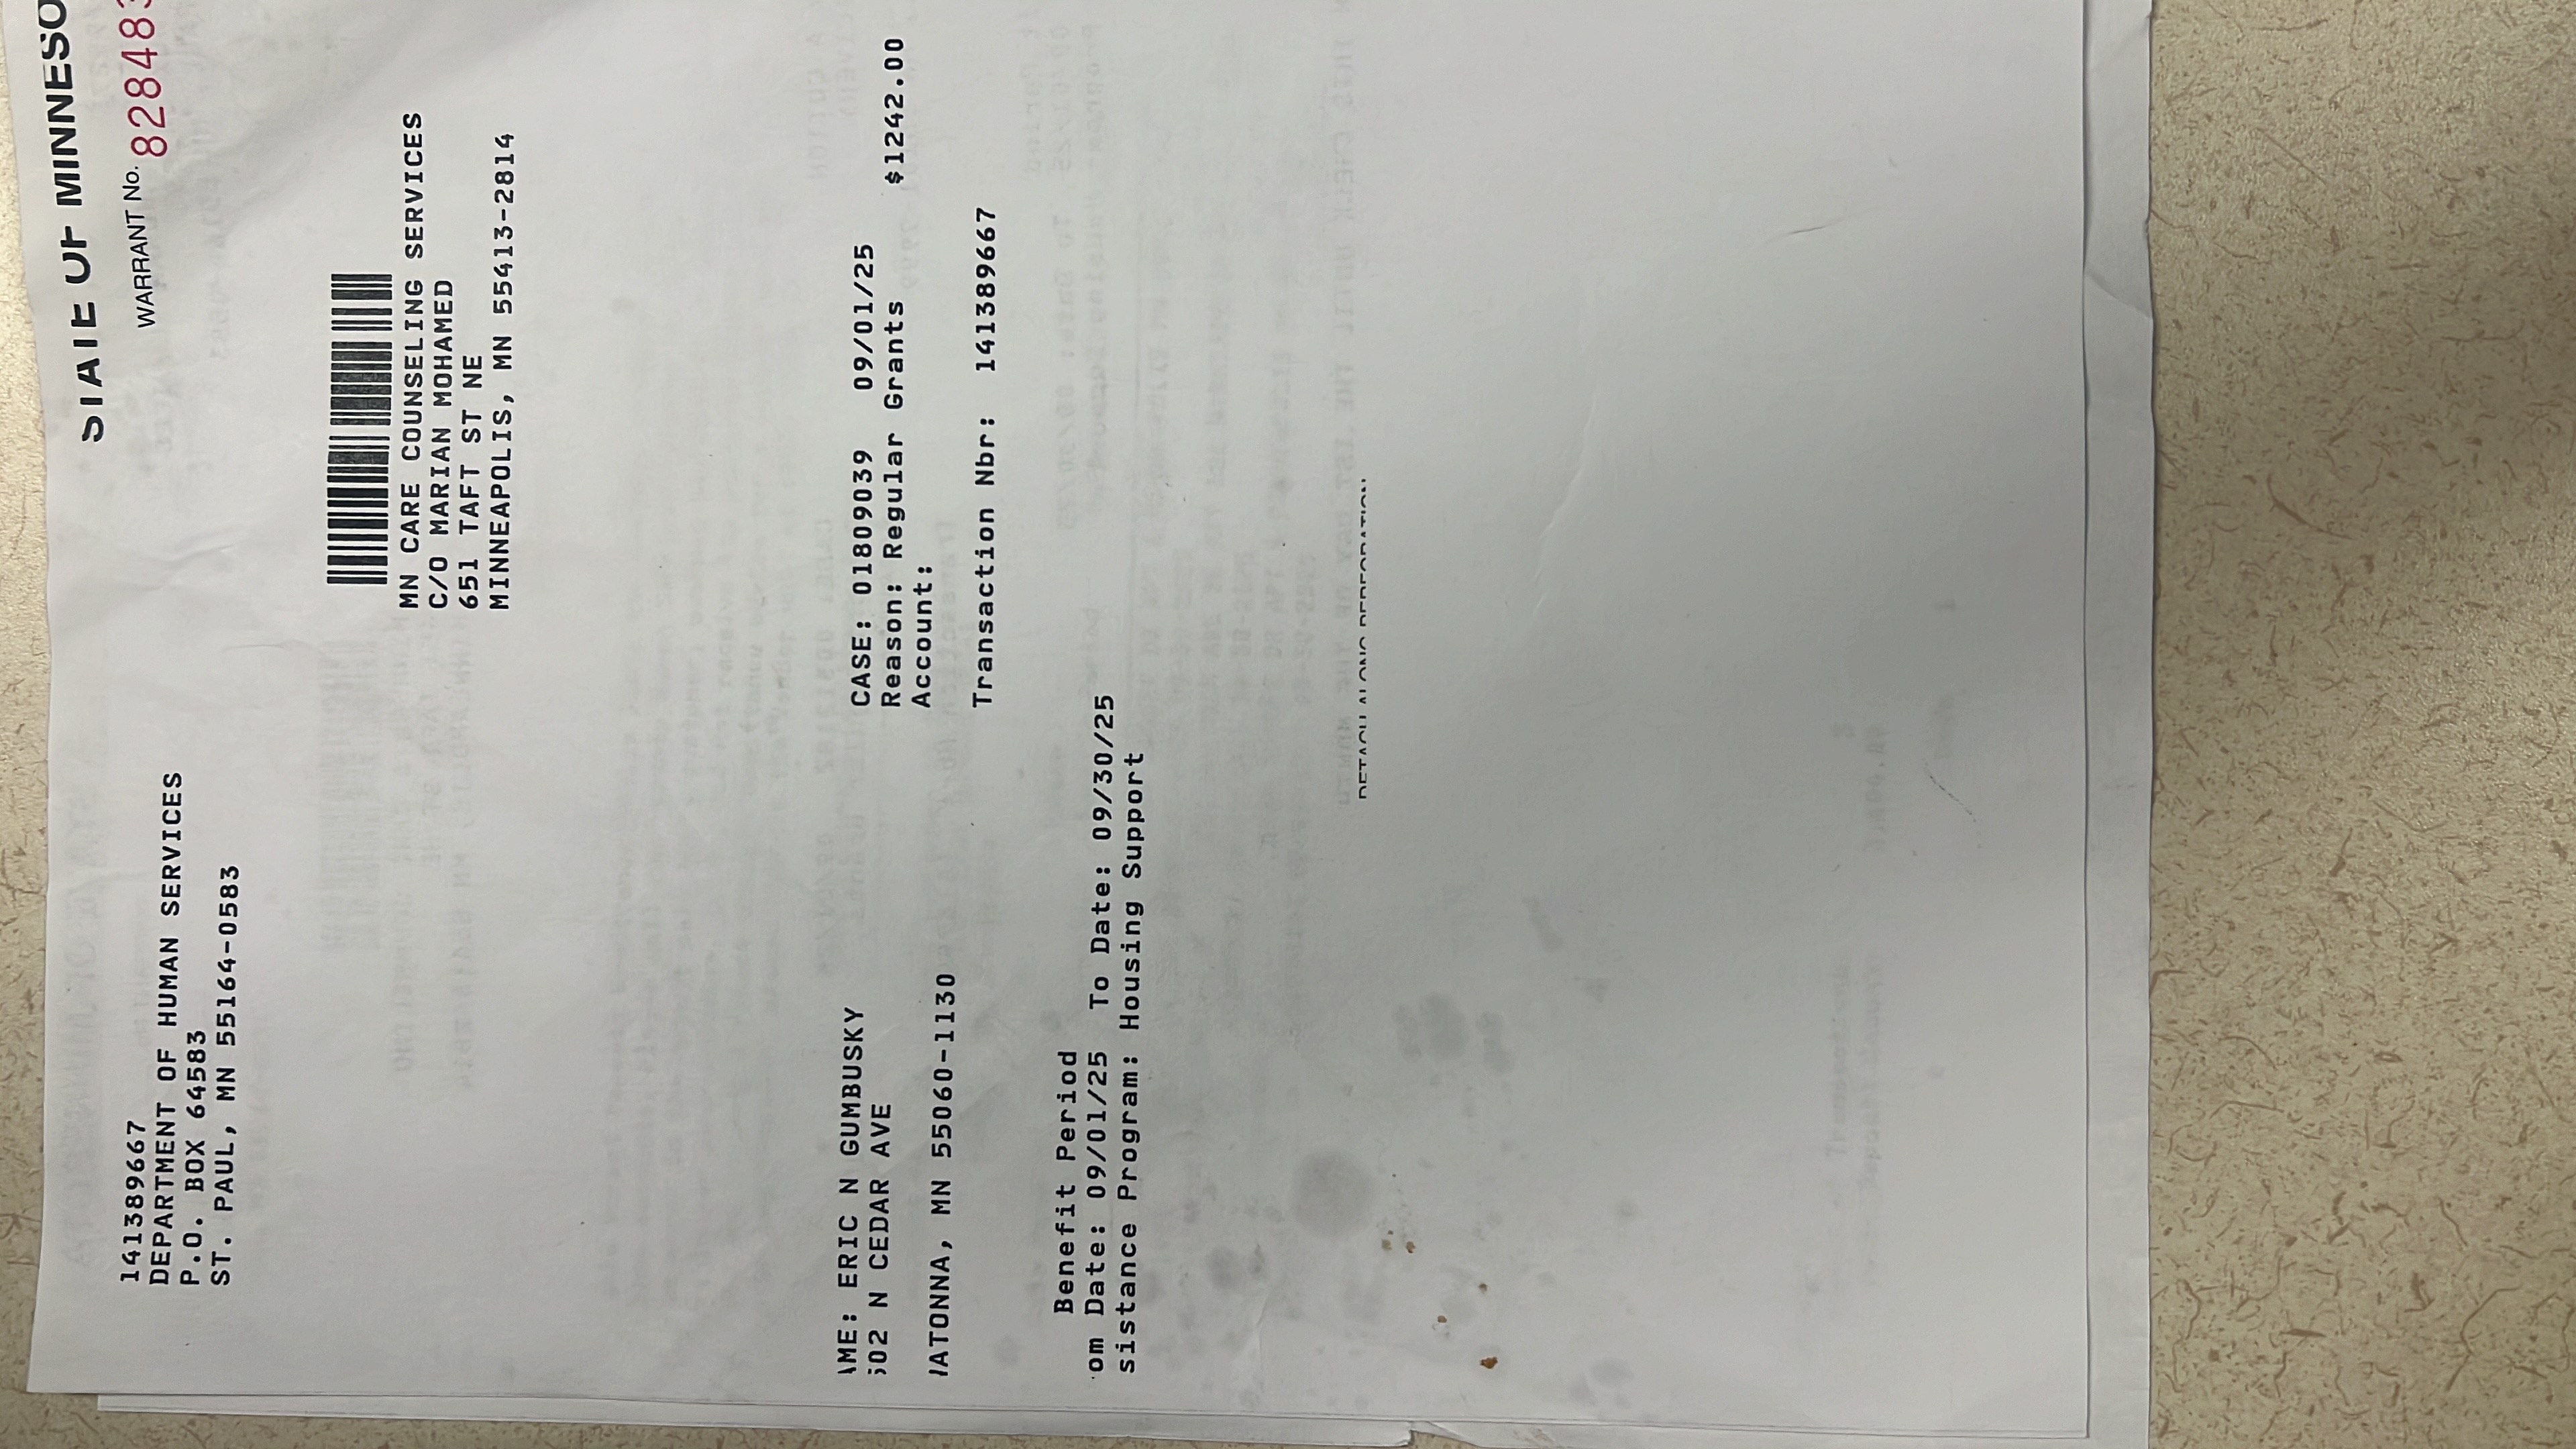 STATE OF MINNESO
WARRANT No. 828483
141389667
DEPARTMENT OF HUMAN SERVICES
P.O. BOX 64583
ST. PAUL, MN 55164-0583
MN CARE COUNSELING SERVICES
C/O MARIAN MOHAMED
651 TAFT ST NE
MINNEAPOLIS, MN 55413-2814
AME: ERIC N GUMBUSKY
502 N CEDAR AVE
ATONNA, MN 55060-1130
CASE: 01809039 09/01/25
Reason: Regular Grants $1242.00
Account:
Transaction Nbr: 141389667
Benefit Period
om Date: 09/01/25 To Date: 09/30/25
sistance Program: Housing Support
DETACH ALONG PERFORATION